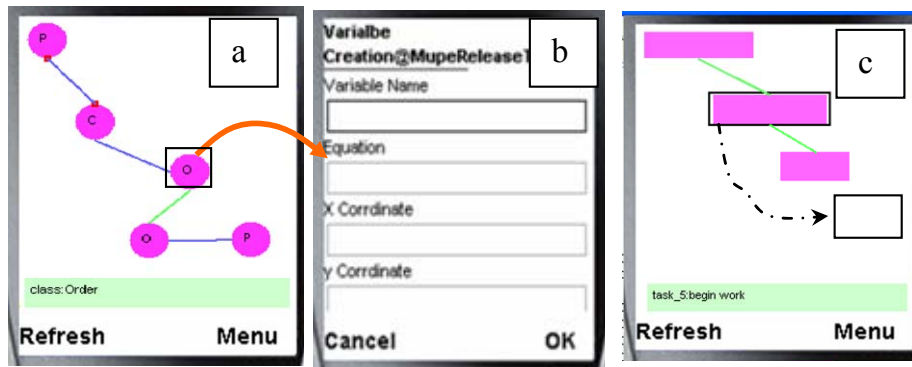 P
a
C
O
O
P
class:Order
Refresh Menu
b
Varialbe
Creation@MupeReleaseT
Variable Name
Equation
X Corrdinate
y Corrdinate
Cancel OK
c
task_5:begin work
Refresh Menu